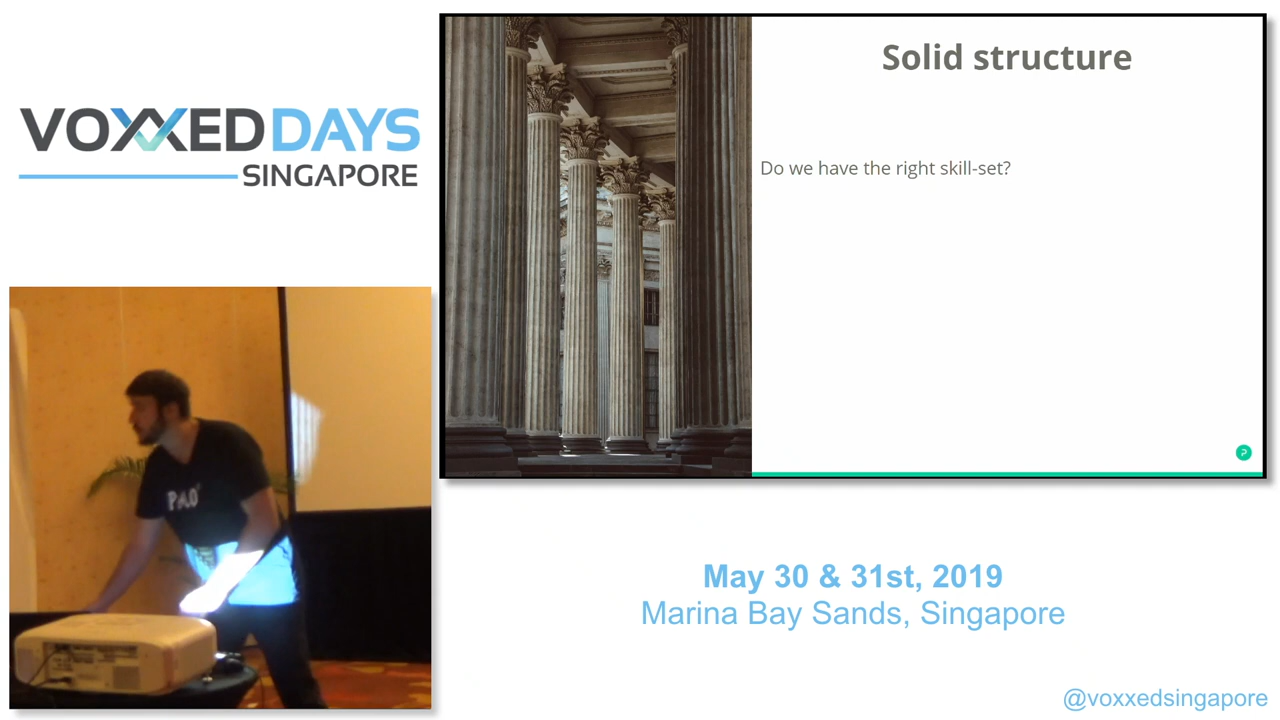 VOXXEDDAYS
SINGAPORE
Solid structure
Do we have the right skill-set?
May 30 & 31st, 2019
Marina Bay Sands, Singapore
@voxxedsingapore